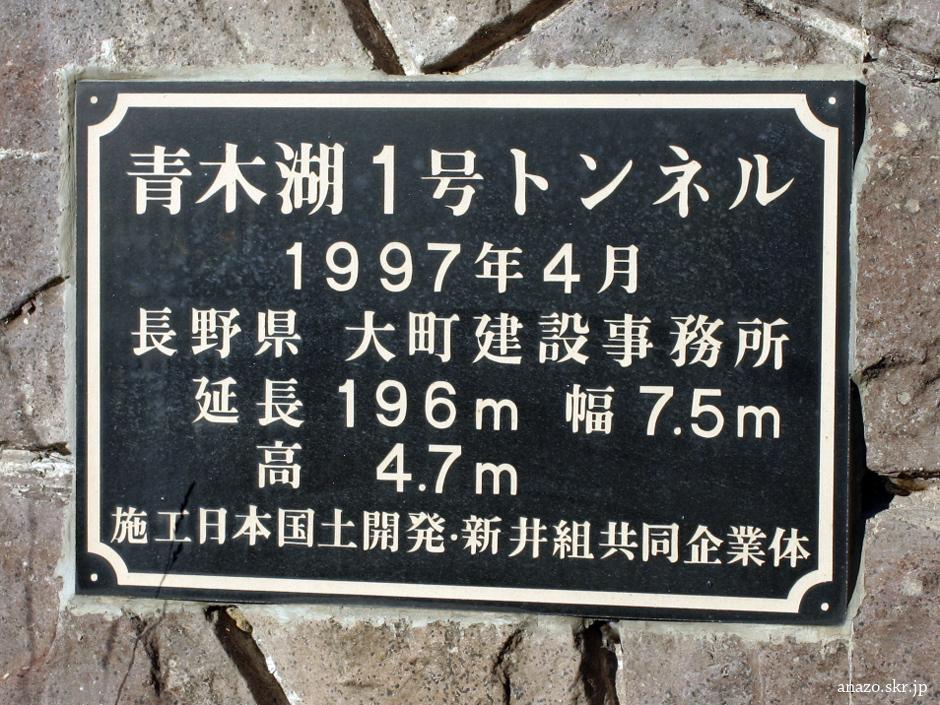 青木湖1号トンネル
1997年4月
長野県 大町建設事務所
延長 196m 幅 7.5m
高 4.7m
施工日本国土開発・新井組共同企業体
anazo.skr.jp